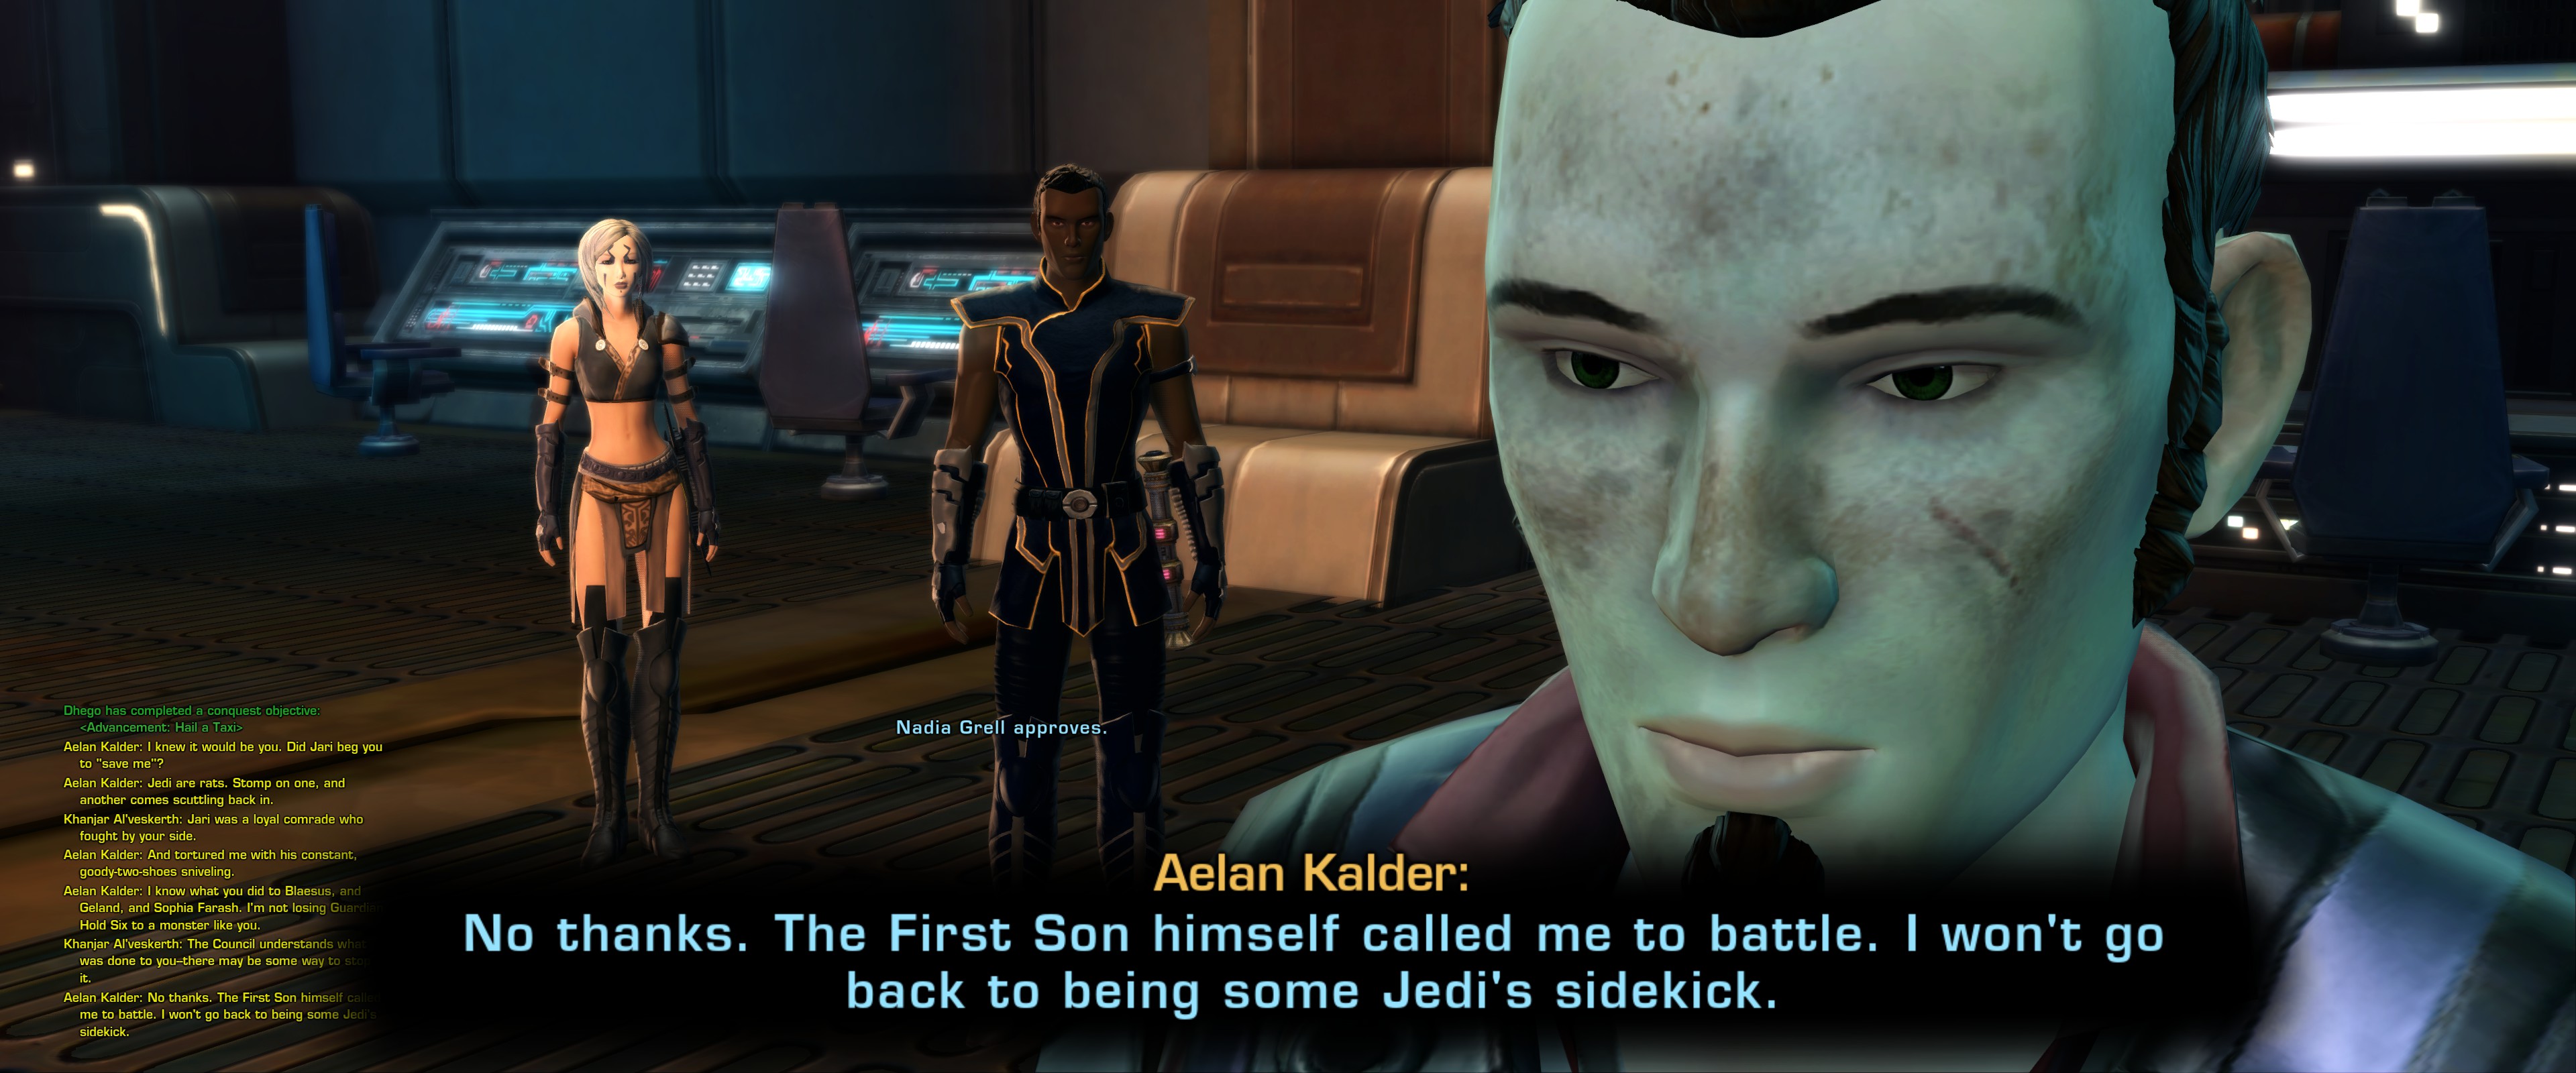 Dhego has completed a conquest objective:
<Advancement: Hail a Taxi>
Aelan Kalder: I knew it would be you. Did Jari beg you
to "save me"?
Aelan Kalder: Jedi are rats. Stomp on one, and
another comes scuttling back in.
Khanjar Al'veskerth: Jari was a loyal comrade who
fought by your side.
Aelan Kalder: And tortured me with his constant,
goody-two-shoes sniveling.
Aelan Kalder: I know what you did to Blaesus, and
Geland, and Sophia Farash. I'm not losing Guardian
Hold Six to a monster like you.
Khanjar Al'veskerth: The Council understands what
was done to you–there may be some way to stop
it.
Aelan Kalder: No thanks. The First Son himself called
me to battle. I won't go back to being some Jedi's
sidekick.
Nadia Grell approves.
Aelan Kalder:
No thanks. The First Son himself called me to battle. I won't go
back to being some Jedi's sidekick.